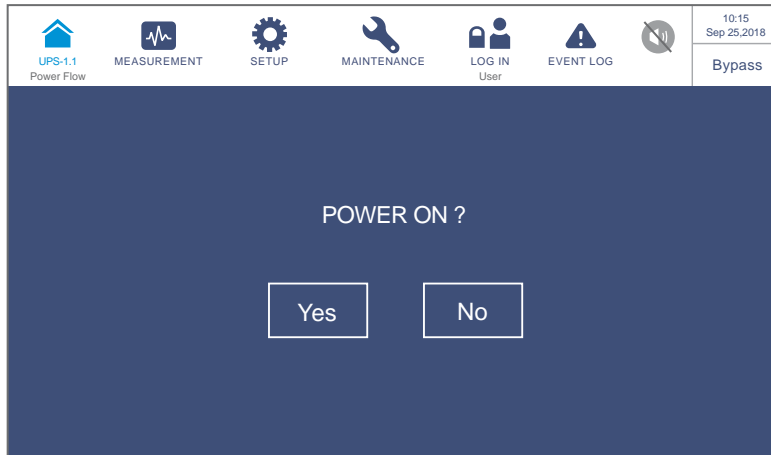 UPS-1.1
Power Flow
MEASUREMENT
SETUP
MAINTENANCE
LOG IN
User
EVENT LOG
10:15
Sep 25,2018
Bypass
POWER ON ?
Yes
No